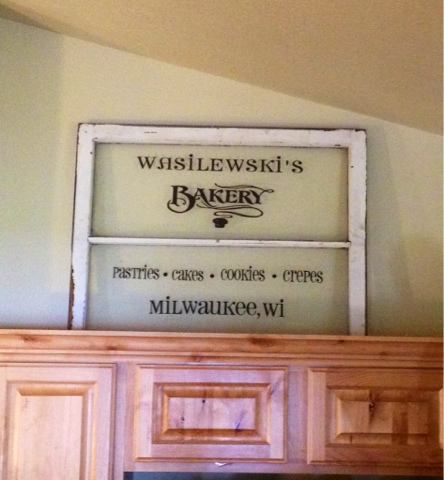 WASiLEWSKi'S
BAKERY
PASTRieS • CAKeS • COOKieS • CRePeS
MiLWAUKee, Wi